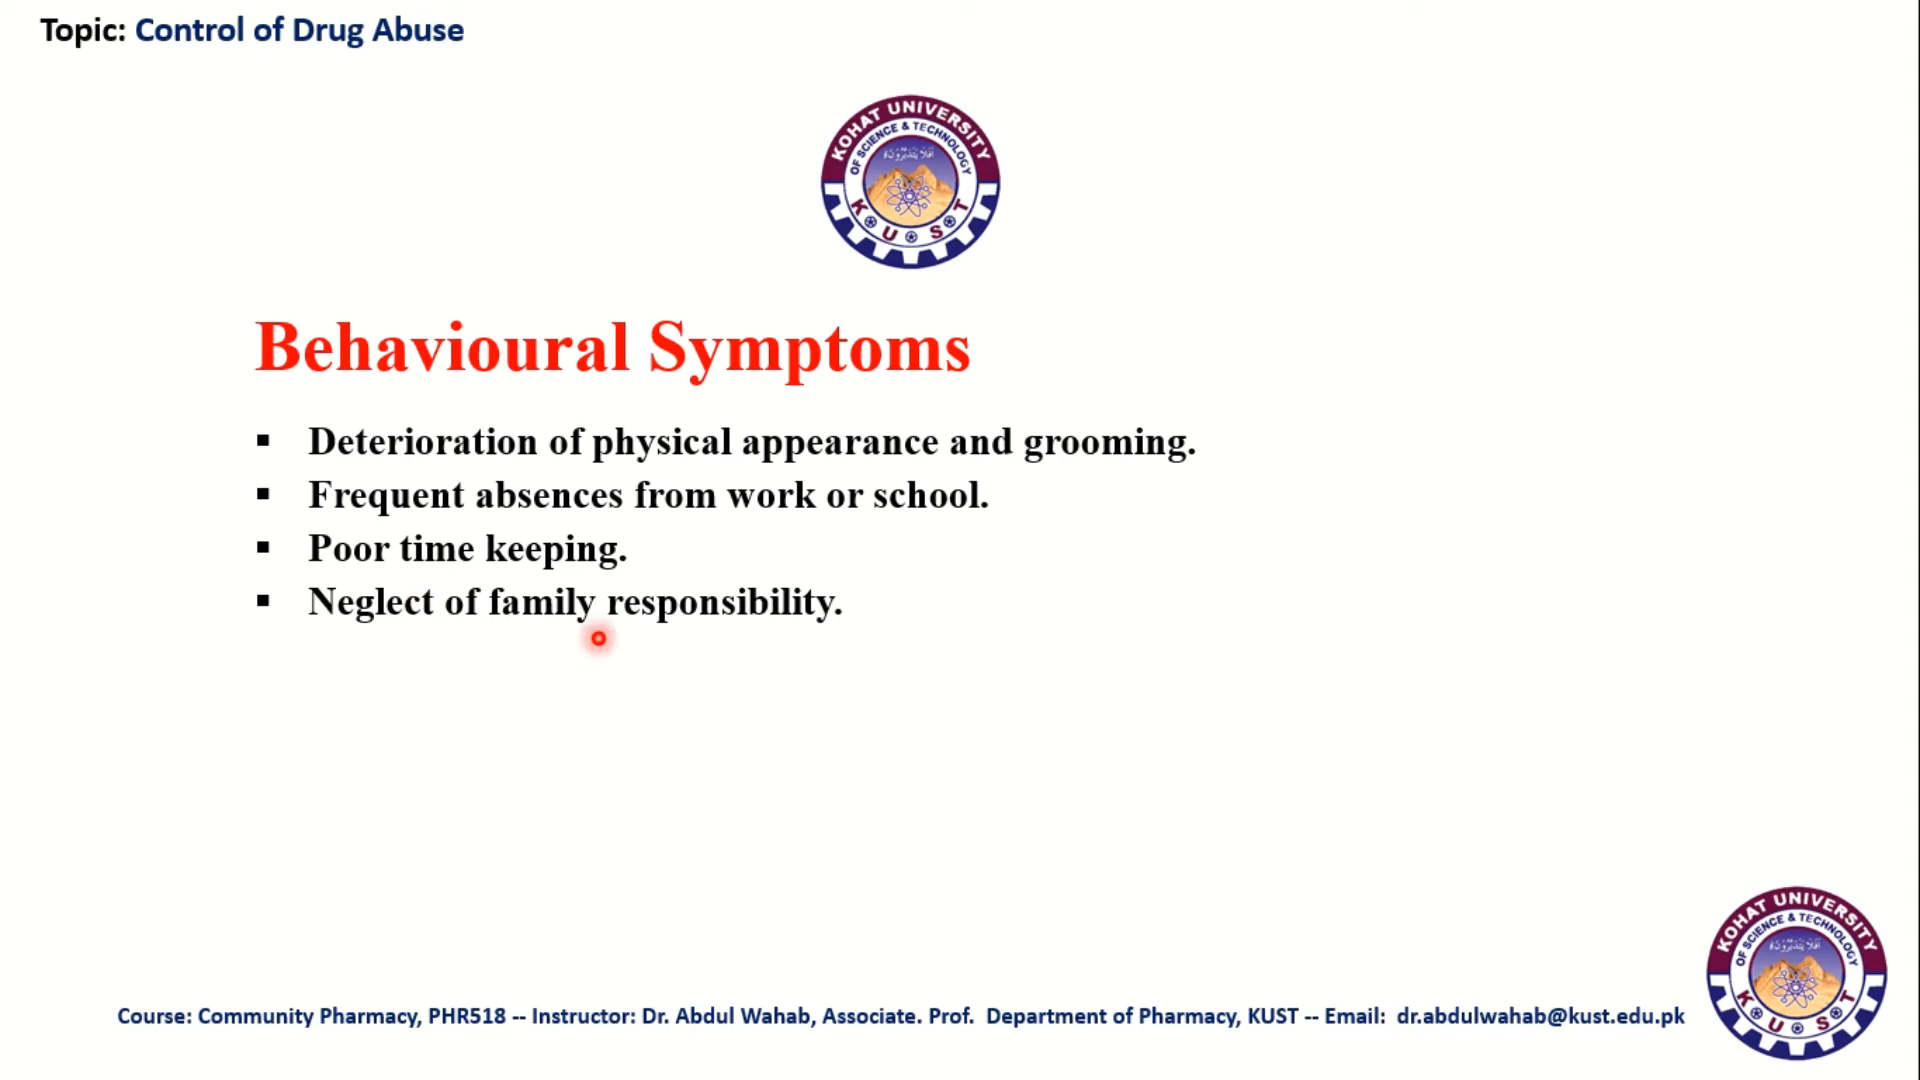 Topic: Control of Drug Abuse
KOHAT UNIVERSITY
OF SCIENCE & TECHNOLOGY
K U S T
Behavioural Symptoms
▪ Deterioration of physical appearance and grooming.
▪ Frequent absences from work or school.
▪ Poor time keeping.
▪ Neglect of family responsibility.
KOHAT UNIVERSITY
OF SCIENCE & TECHNOLOGY
K U S T
Course: Community Pharmacy, PHR518 -- Instructor: Dr. Abdul Wahab, Associate. Prof. Department of Pharmacy, KUST -- Email: dr.abdulwahab@kust.edu.pk